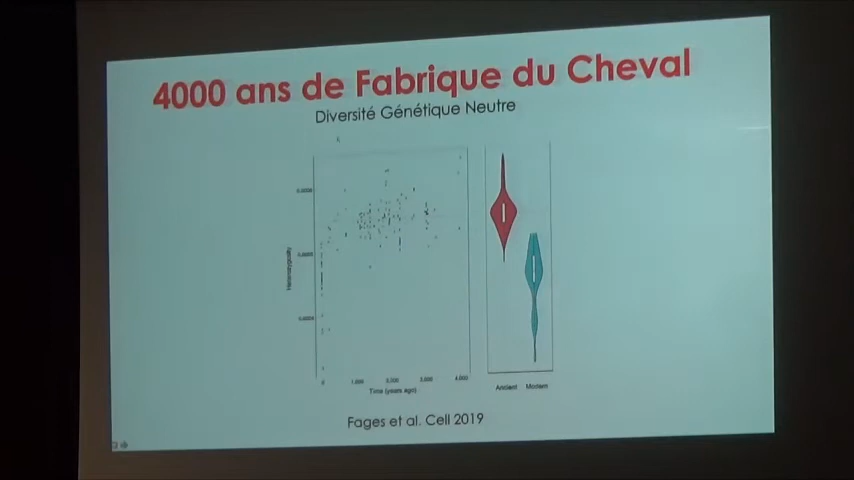 4000 ans de Fabrique du Cheval
Diversité Génétique Neutre
Heterozygosity
0
1,000
2,000
3,000
4,000
Time (years ago)
Ancient
Modern
Fages et al. Cell 2019